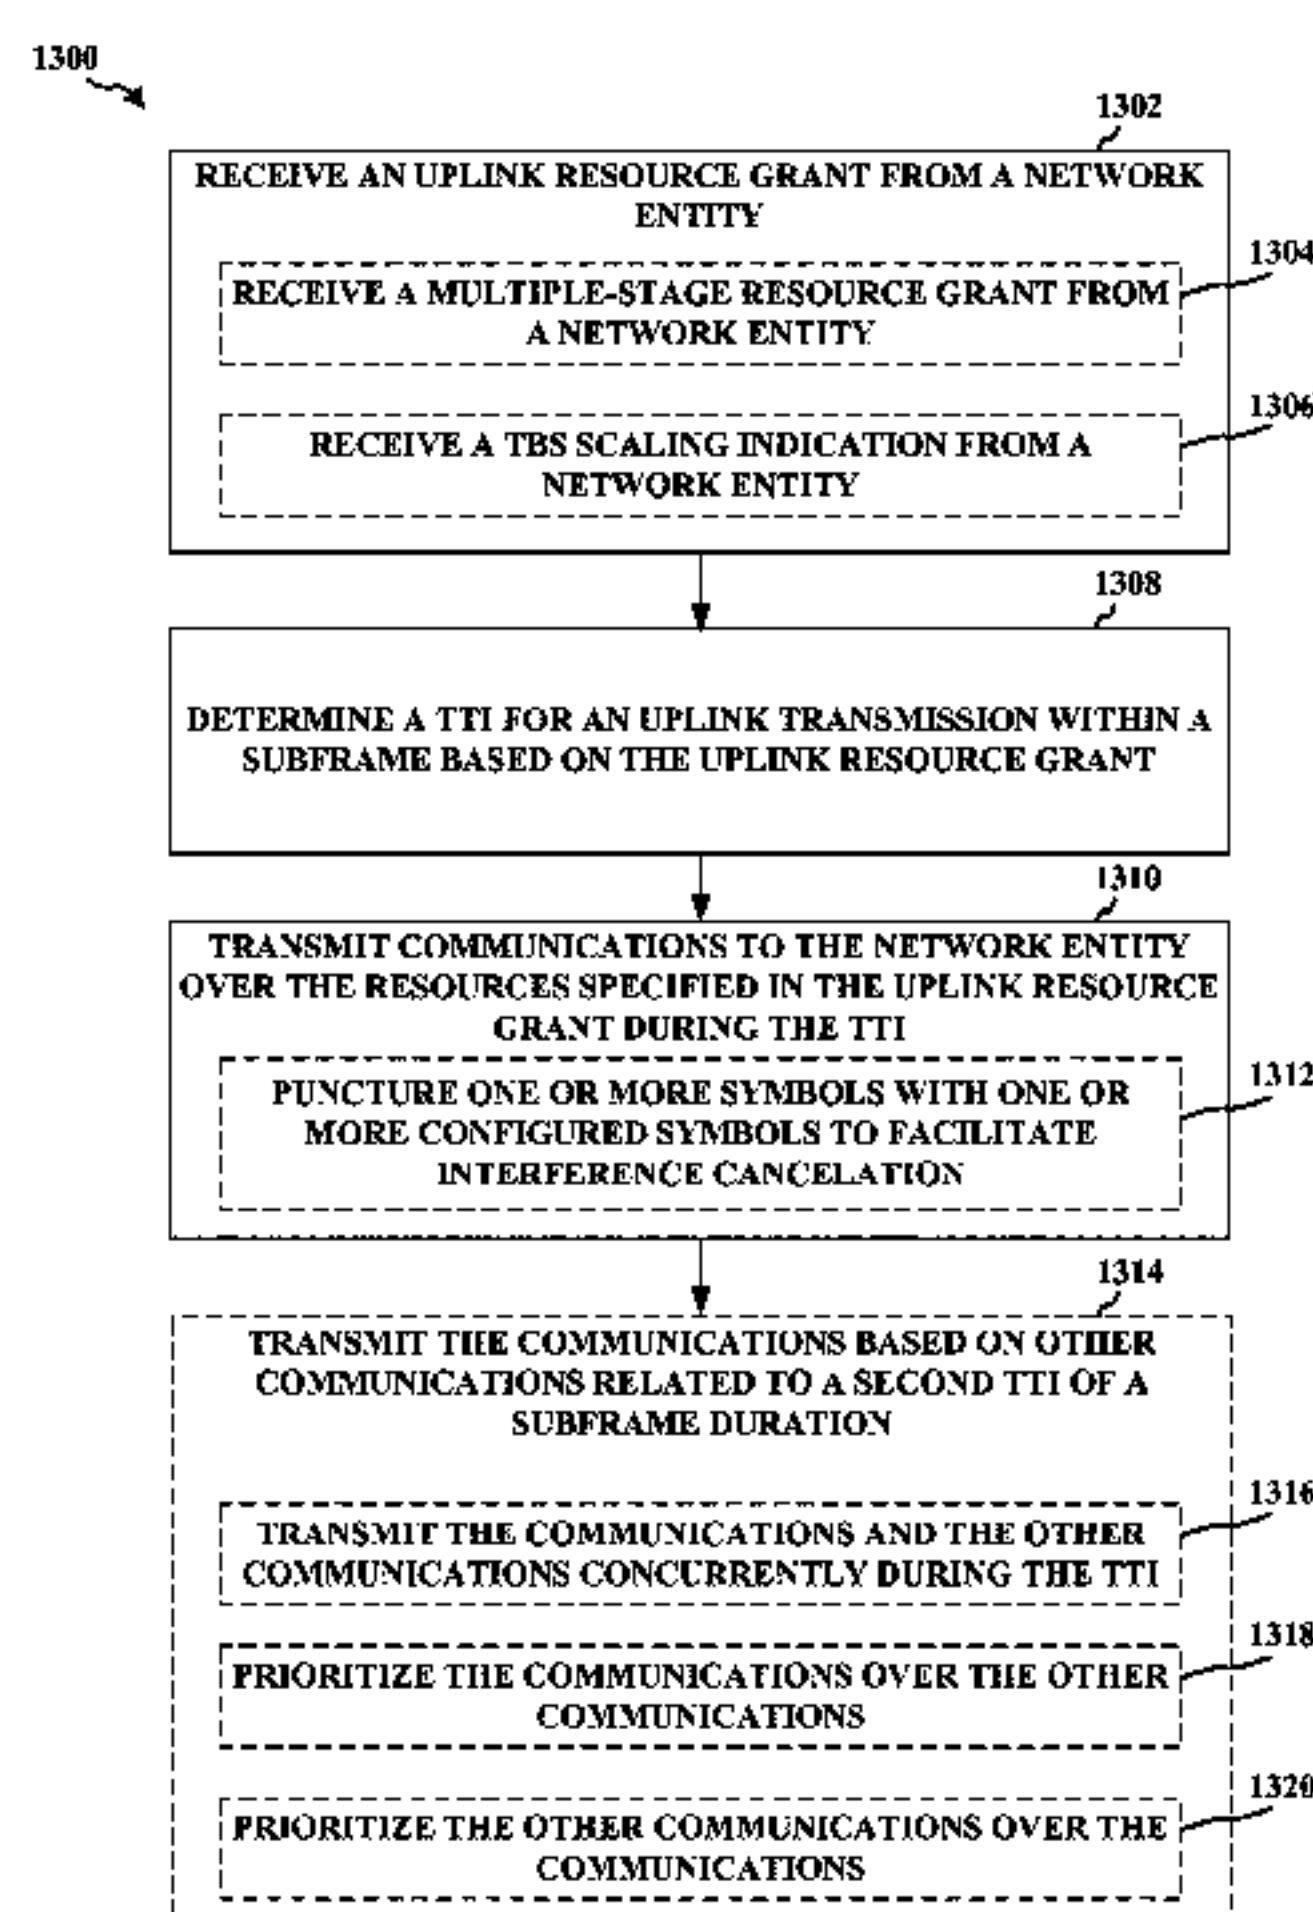 1300
1302
RECEIVE AN UPLINK RESOURCE GRANT FROM A NETWORK
ENTITY
1304
RECEIVE A MULTIPLE-STAGE RESOURCE GRANT FROM
A NETWORK ENTITY
1306
RECEIVE A TBS SCALING INDICATION FROM A
NETWORK ENTITY
1308
DETERMINE A TTI FOR AN UPLINK TRANSMISSION WITHIN A
SUBFRAME BASED ON THE UPLINK RESOURCE GRANT
1310
TRANSMIT COMMUNICATIONS TO THE NETWORK ENTITY
OVER THE RESOURCES SPECIFIED IN THE UPLINK RESOURCE
GRANT DURING THE TTI
1312
PUNCTURE ONE OR MORE SYMBOLS WITH ONE OR
MORE CONFIGURED SYMBOLS TO FACILITATE
INTERFERENCE CANCELATION
1314
TRANSMIT THE COMMUNICATIONS BASED ON OTHER
COMMUNICATIONS RELATED TO A SECOND TTI OF A
SUBFRAME DURATION
1316
TRANSMIT THE COMMUNICATIONS AND THE OTHER
COMMUNICATIONS CONCURRENTLY DURING THE TTI
1318
PRIORITIZE THE COMMUNICATIONS OVER THE OTHER
COMMUNICATIONS
1320
PRIORITIZE THE OTHER COMMUNICATIONS OVER THE
COMMUNICATIONS